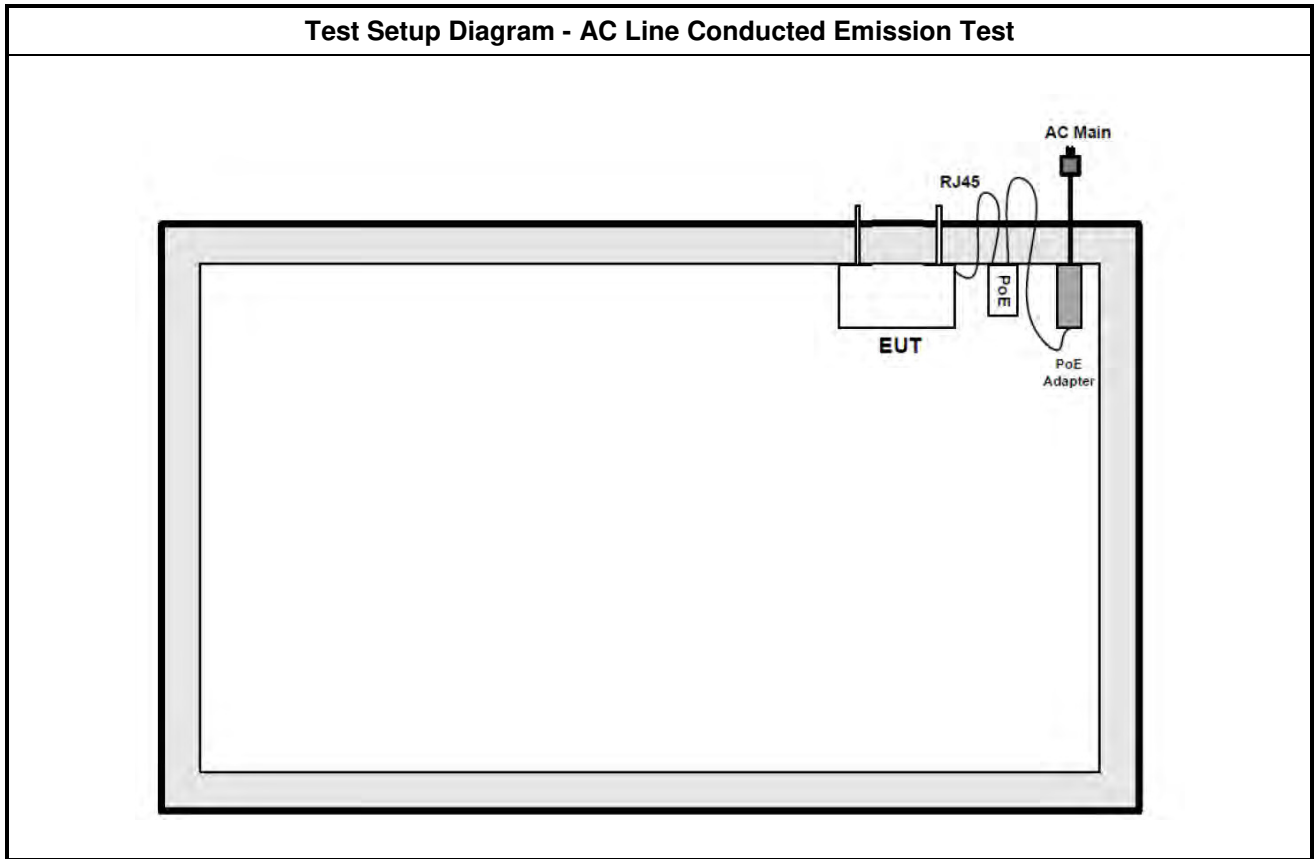 Test Setup Diagram - AC Line Conducted Emission Test
AC Main
RJ45
PoE
EUT
PoE
Adapter